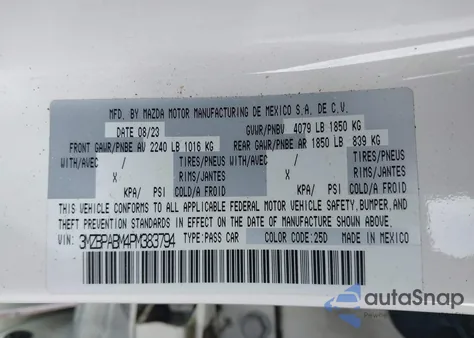 MFD. BY MAZDA MOTOR MANUFACTURING DE MEXICO S.A. DE C.V.
DATE 08/23 GVWR/PNBV 4079 LB 1850 KG
FRONT GAWR/PNBE AV 2240 LB 1016 KG REAR GAWR/PNBE AR 1850 LB 839 KG
WITH/AVEC / TIRES/PNEUS WITH/AVEC / TIRES/PNEUS
X RIMS/JANTES X RIMS/JANTES
KPA/ PSI COLD/A FROID KPA/ PSI COLD/A FROID
THIS VEHICLE CONFORMS TO ALL APPLICABLE FEDERAL MOTOR VEHICLE SAFETY,BUMPER,AND
THEFT PREVENTION STANDARDS IN EFFECT ON THE DATE OF MANUFACTURE SHOWN ABOVE.
VIN: 3MZBPABM4PM383794 TYPE:PASS CAR COLOR CODE:25D MADE IN MEXICO
autaSnap